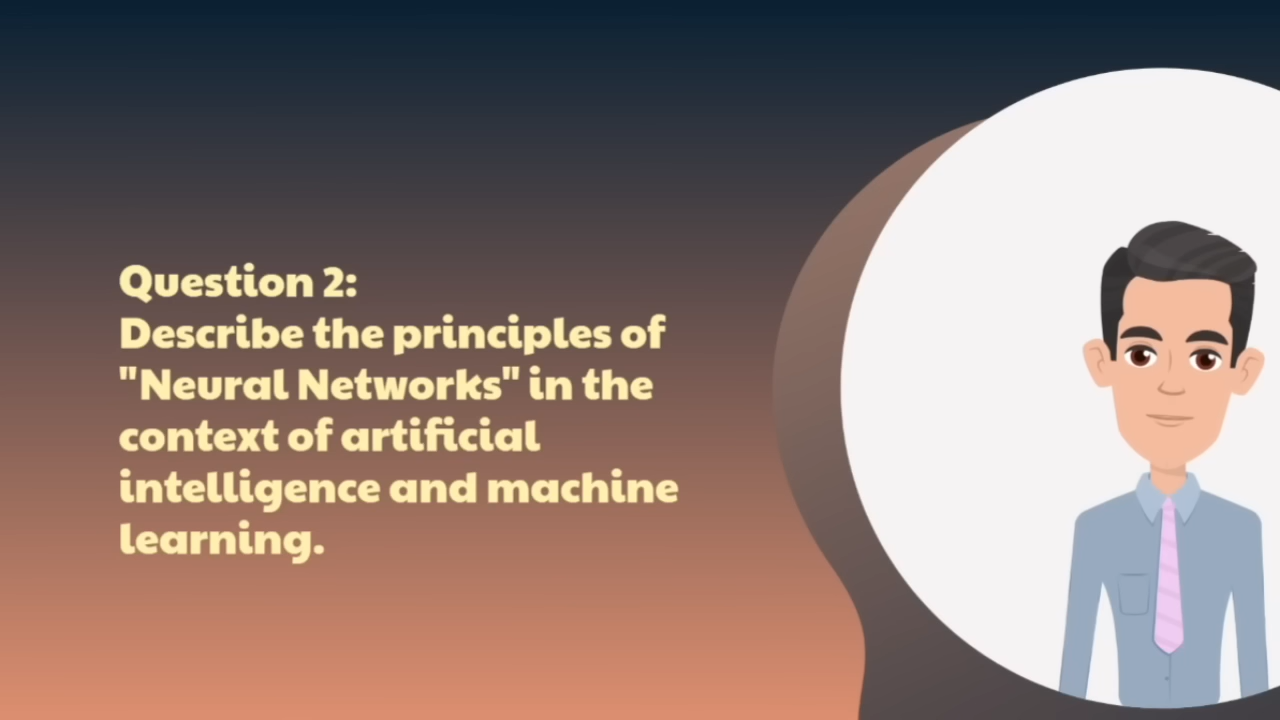 Question 2:
Describe the principles of
"Neural Networks" in the
context of artificial
intelligence and machine
learning.